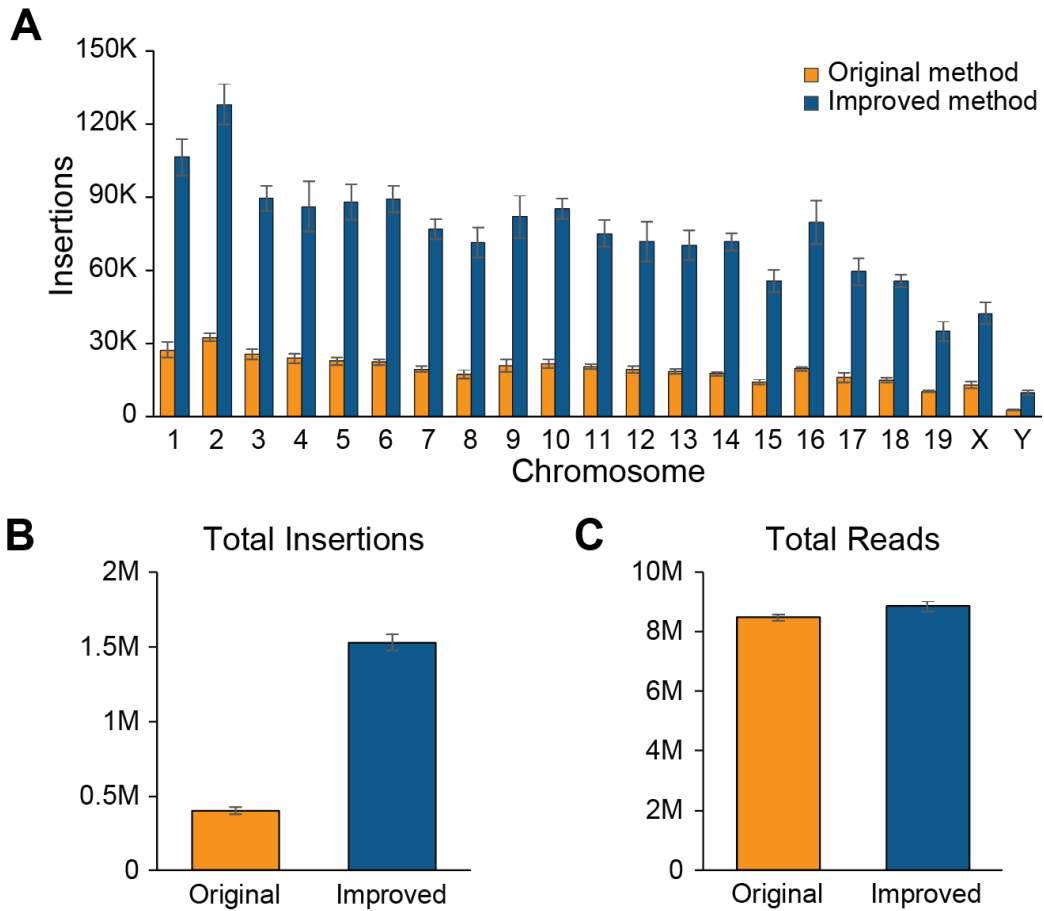 A
150K
120K
90K
60K
30K
0
Insertions
Original method
Improved method
1 2 3 4 5 6 7 8 9 10 11 12 13 14 15 16 17 18 19 X Y
Chromosome
B
Total Insertions
2M
1.5M
1M
0.5M
0
Original Improved
C
Total Reads
10M
8M
6M
4M
2M
0
Original Improved